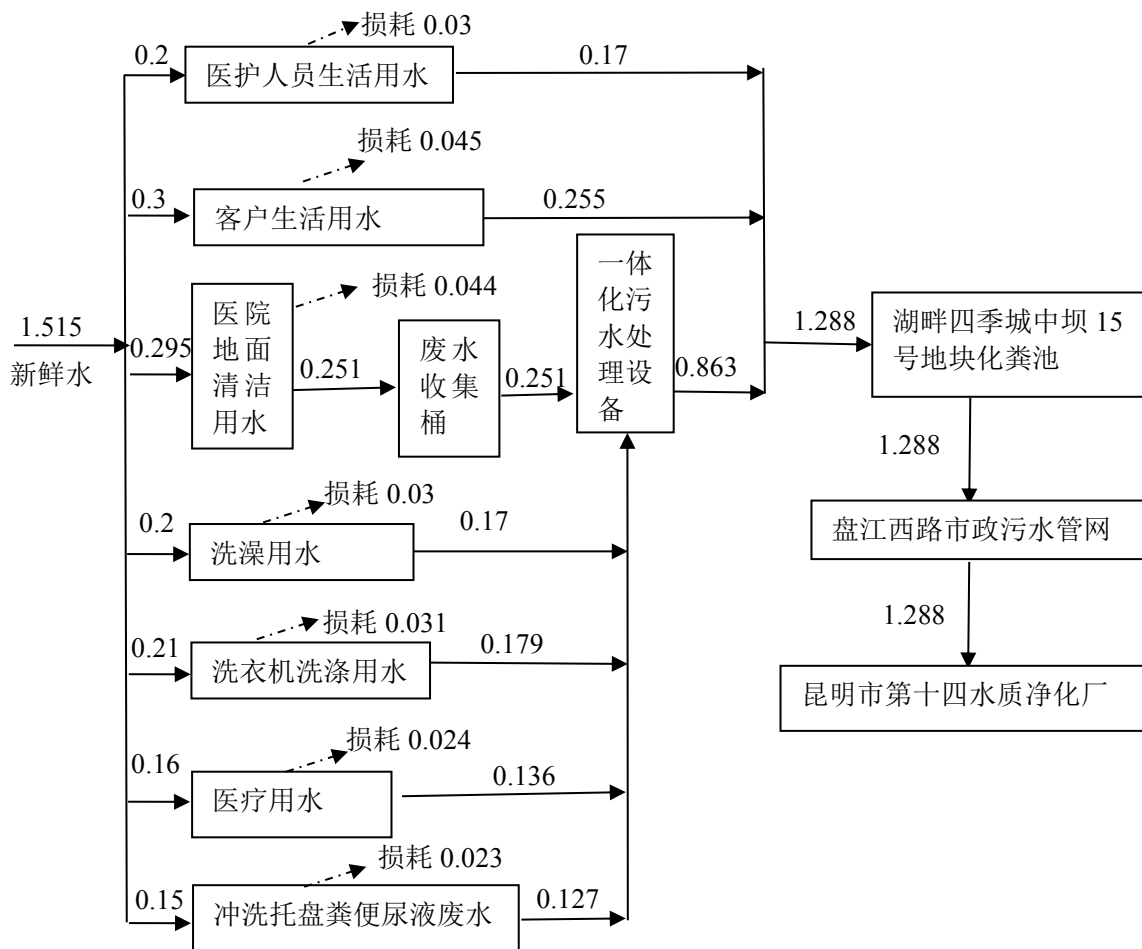 损耗 0.03
0.2
医护人员生活用水
0.17
损耗 0.045
0.3
客户生活用水
0.255
损耗 0.044
1.515
新鲜水
0.295
医院
地面
清洁
用水
0.251
废水
收集
桶
0.251
一体
化污
水处
理设
备
0.863
1.288
湖畔四季城中坝 15
号地块化粪池
1.288
盘江西路市政污水管网
1.288
昆明市第十四水质净化厂
损耗 0.03
0.2
洗澡用水
0.17
损耗 0.031
0.21
洗衣机洗涤用水
0.179
损耗 0.024
0.16
医疗用水
0.136
损耗 0.023
0.15
冲洗托盘粪便尿液废水
0.127